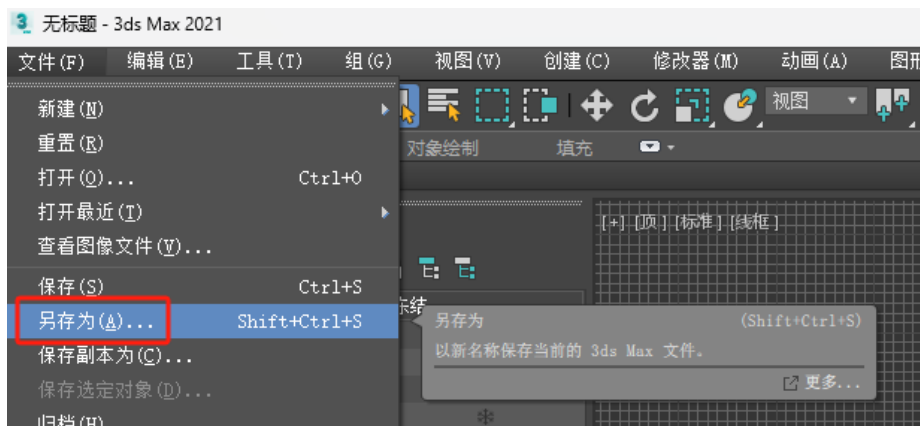 无标题 - 3ds Max 2021
文件(F) 编辑(E) 工具(T) 组(G) 视图(V) 创建(C) 修改器(M) 动画(A) 图形
新建(N)
视图
重置(R)
对象绘制 填充
打开(O)... Ctrl+O
打开最近(T)
[+] [顶] [标准] [线框]
查看图像文件(V)...
保存(S) Ctrl+S
冻结
另存为(A)... Shift+Ctrl+S
另存为 (Shift+Ctrl+S)
以新名称保存当前的 3ds Max 文件。
更多...
保存副本为(C)...
保存选定对象(D)...
归档(H)